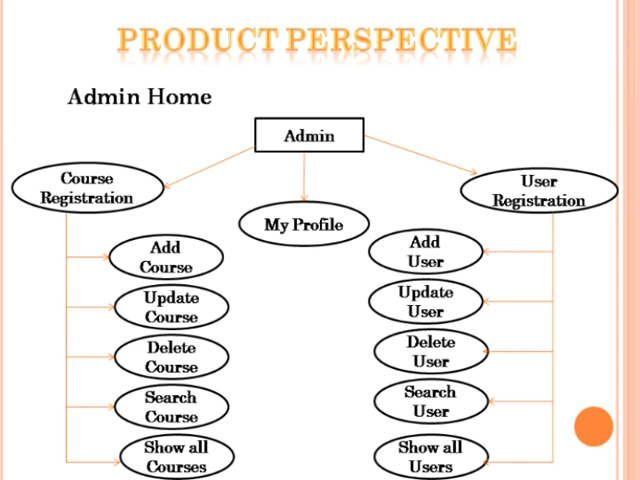 PRODUCT PERSPECTIVE
Admin Home
Admin
Course
Registration
User
Registration
My Profile
Add
Course
Update
Course
Delete
Course
Search
Course
Show all
Courses
Add
User
Update
User
Delete
User
Search
User
Show all
Users